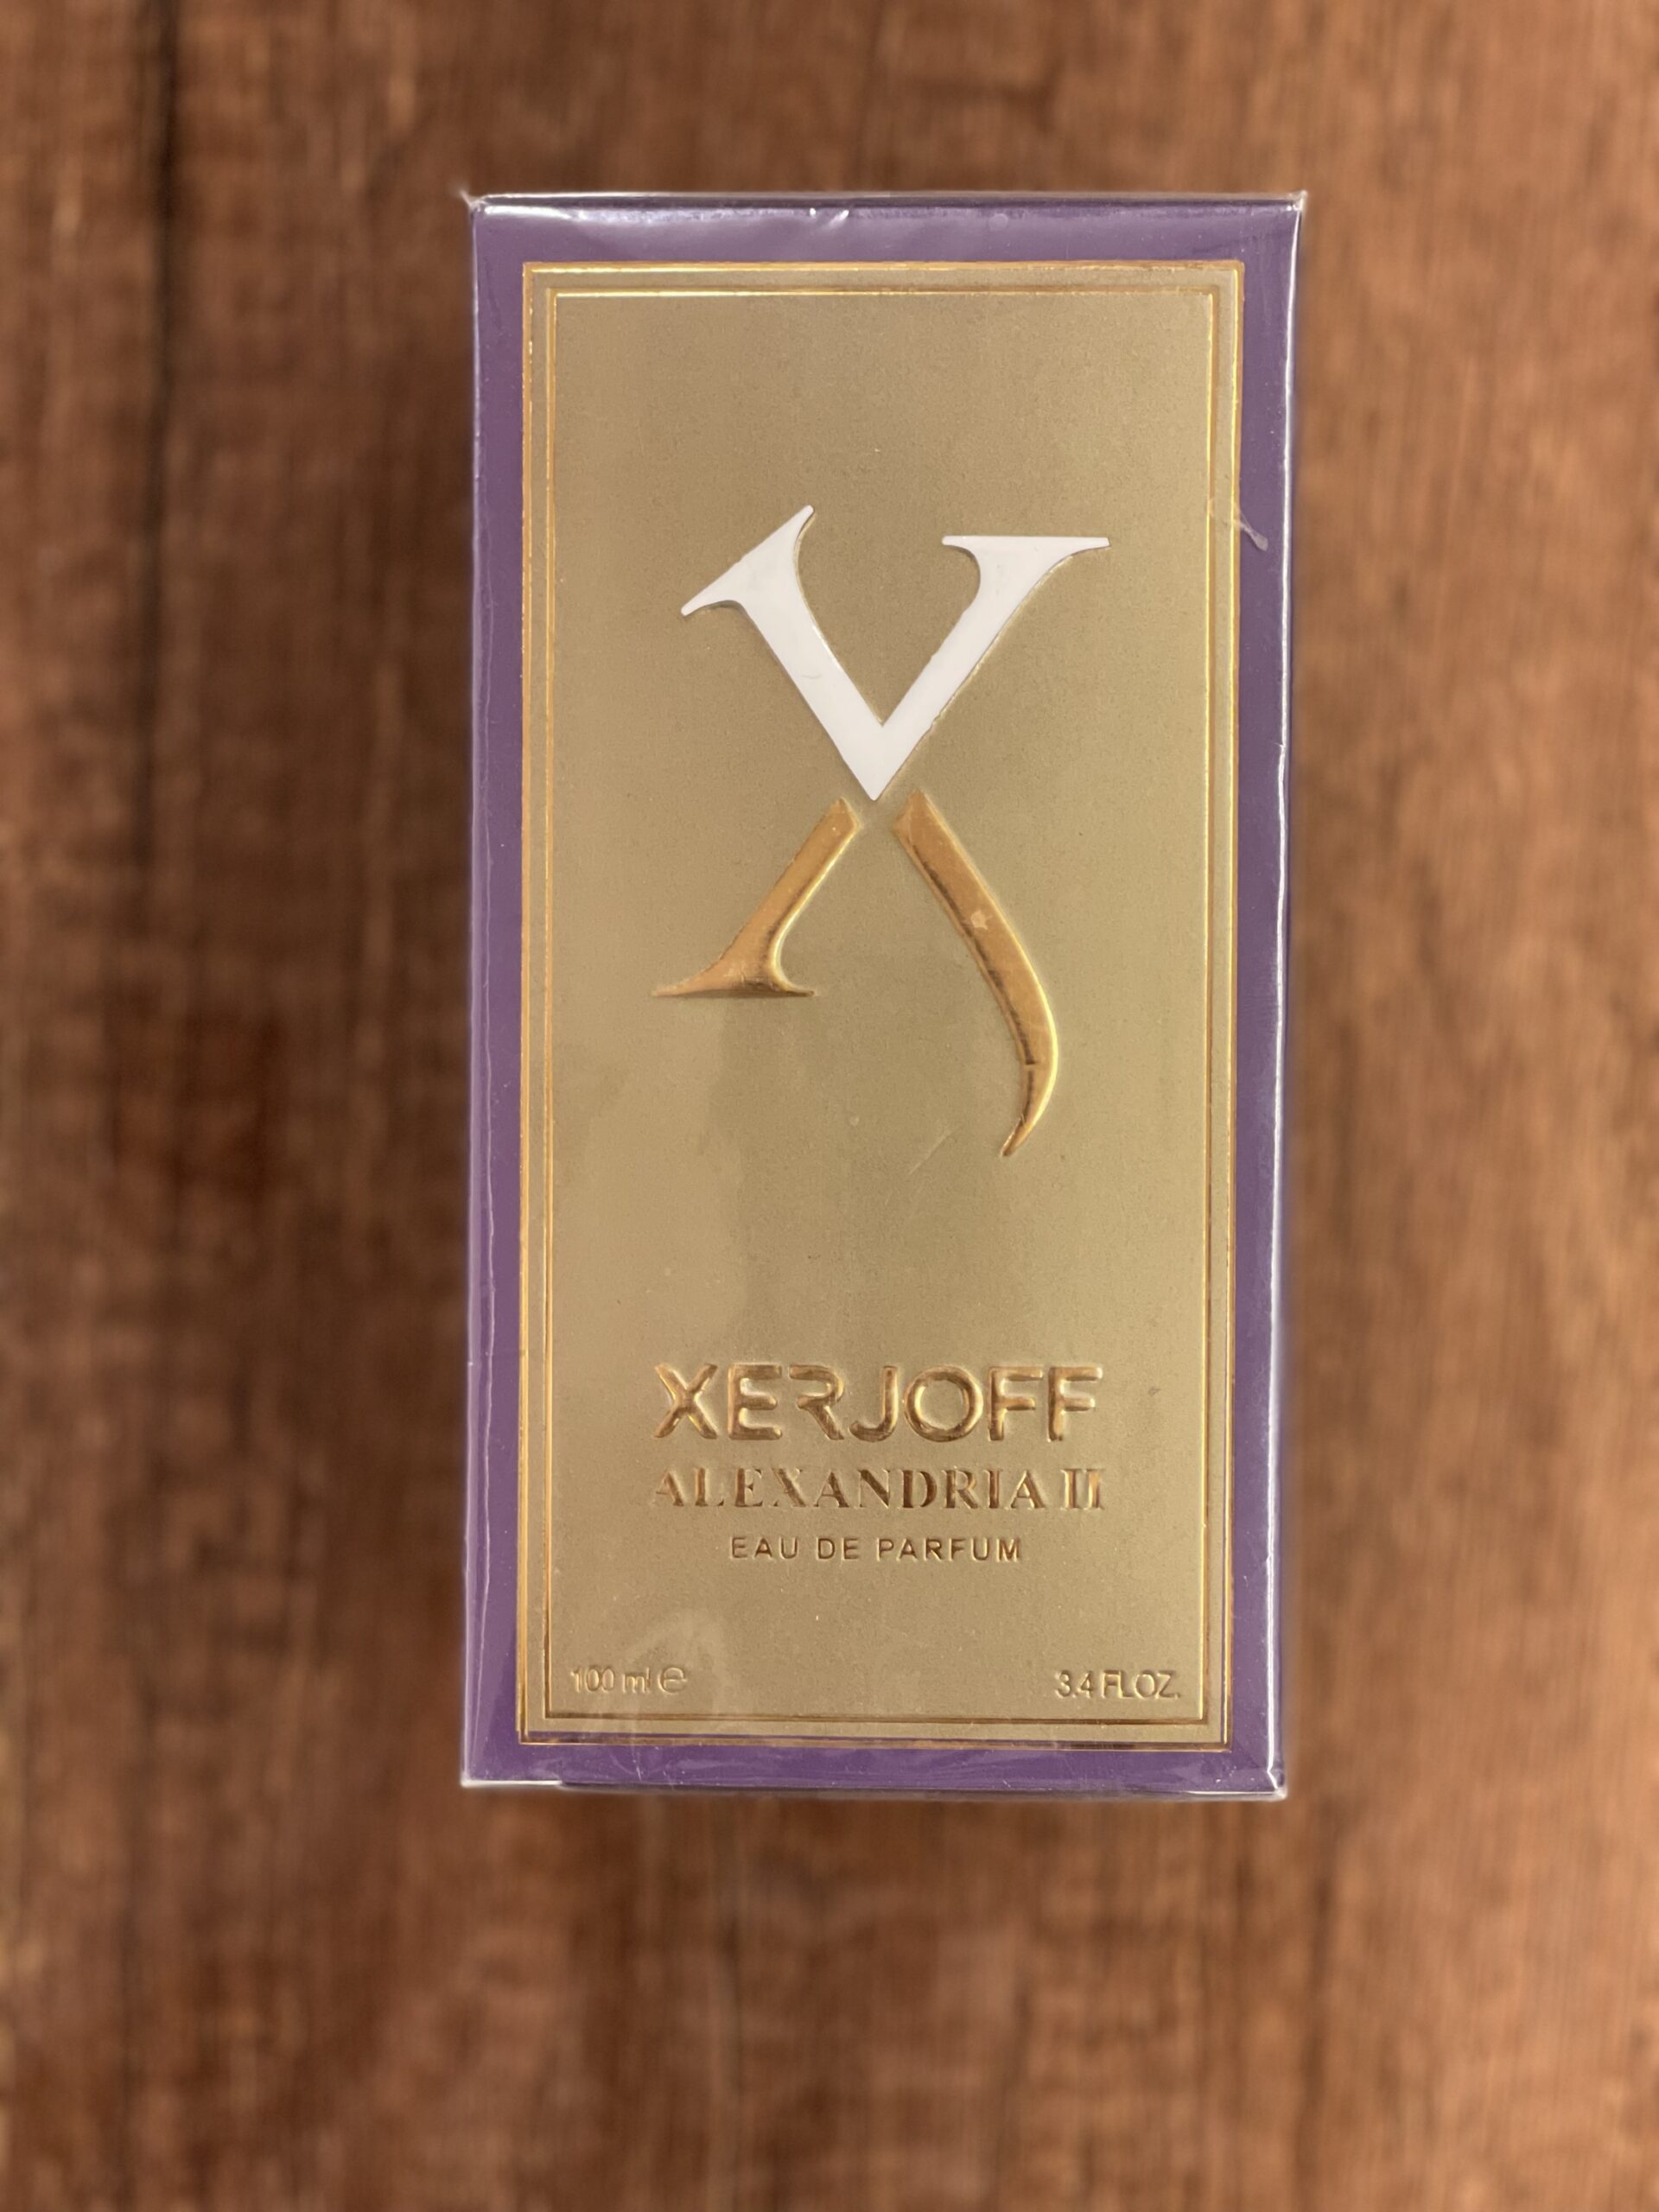 X
XERJOFF
ALEXANDRIA II
EAU DE PARFUM
100 ml ℮
3.4 FL.OZ.